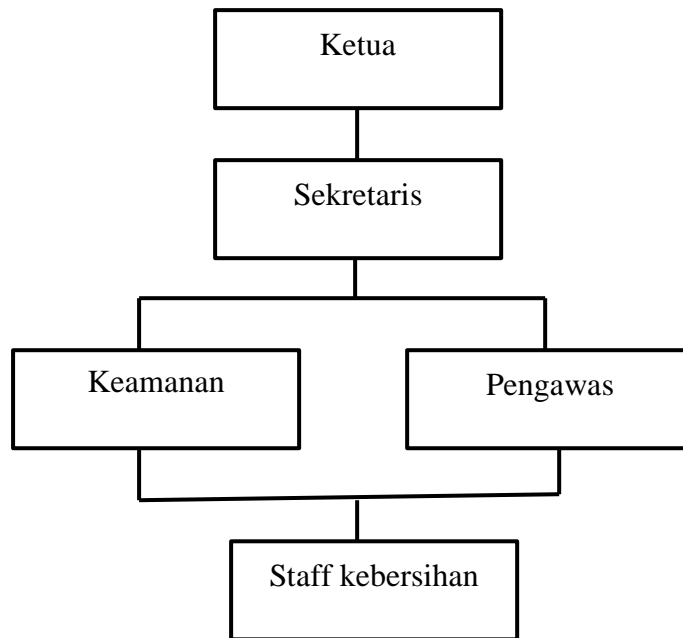 Ketua
Sekretaris
Keamanan
Pengawas
Staff kebersihan